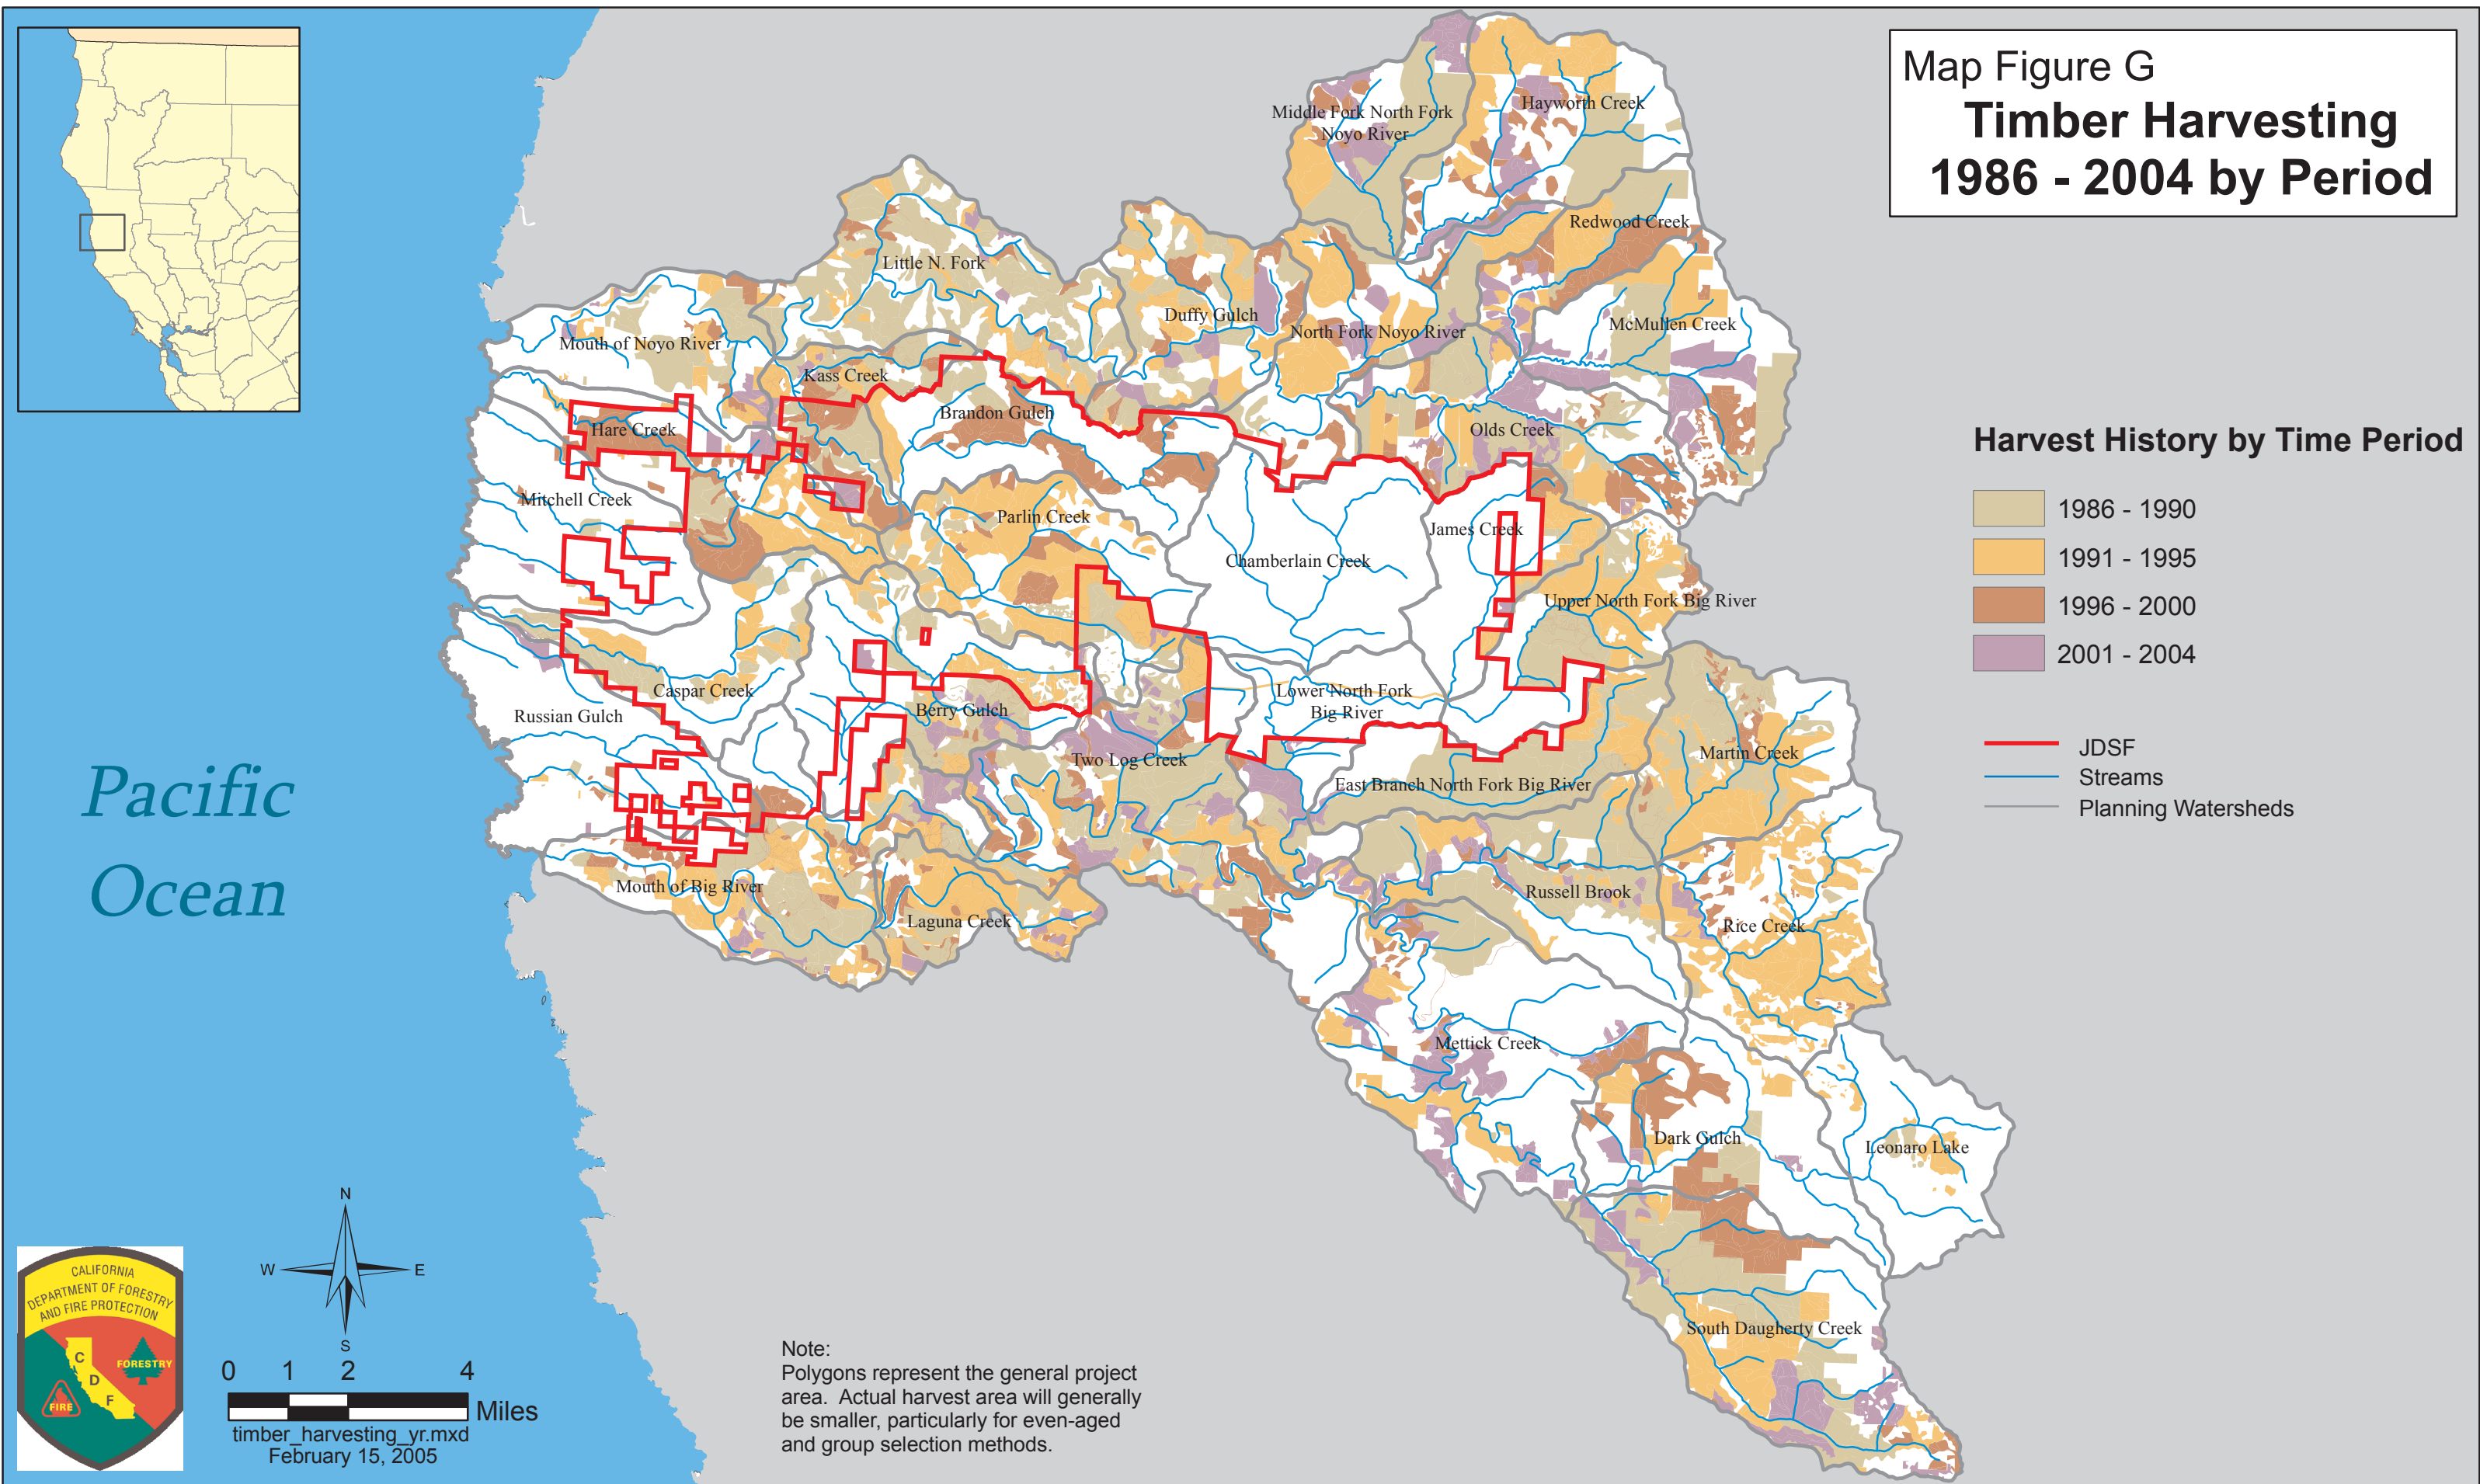 Map Figure G
Timber Harvesting
1986 - 2004 by Period
Middle Fork North Fork
Noyo River
Hayworth Creek
Redwood Creek
Little N. Fork
Duffy Gulch
North Fork Noyo River
McMullen Creek
Mouth of Noyo River
Kass Creek
Brandon Gulch
Hare Creek
Olds Creek
Mitchell Creek
Parlin Creek
James Creek
Chamberlain Creek
Upper North Fork Big River
Caspar Creek
Lower North Fork
Big River
Russian Gulch
Berry Gulch
Two Log Creek
Martin Creek
East Branch North Fork Big River
Mouth of Big River
Laguna Creek
Russell Brook
Rice Creek
Mettick Creek
Dark Gulch
Leonaro Lake
South Daugherty Creek
Harvest History by Time Period
1986 - 1990
1991 - 1995
1996 - 2000
2001 - 2004
JDSF
Streams
Planning Watersheds
Pacific
Ocean
N
W
E
S
0 1 2 4
Miles
timber_harvesting_yr.mxd
February 15, 2005
CALIFORNIA
DEPARTMENT OF FORESTRY
AND FIRE PROTECTION
C
D
F
FORESTRY
FIRE
Note:
Polygons represent the general project
area. Actual harvest area will generally
be smaller, particularly for even-aged
and group selection methods.